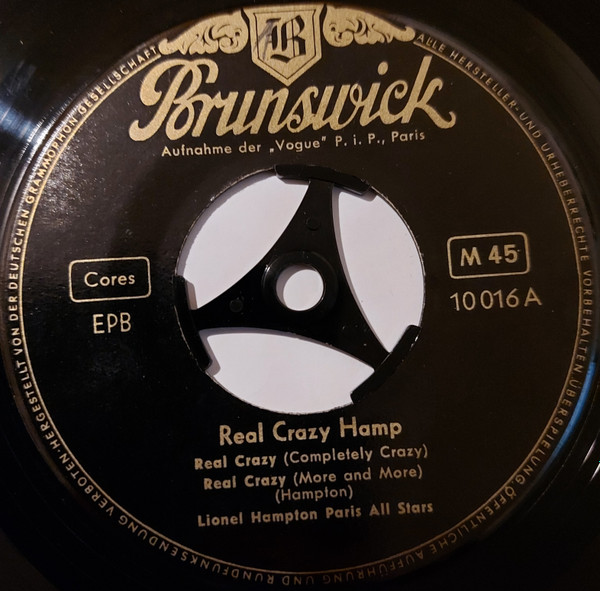 B
Brunswick
Aufnahme der „Vogue" P. i. P., Paris
Cores
EPB
M 45
10 016 A
Real Crazy Hamp
Real Crazy (Completely Crazy)
Real Crazy (More and More)
(Hampton)
Lionel Hampton Paris All Stars
HERGESTELLT VON DER DEUTSCHEN GRAMMOPHON GESELLSCHAFT
ALLE HERSTELLER- UND URHEBERRECHTE VORBEHALTEN · ÜBERSPIELUNG, ÖFFENTLICHE AUFFÜHRUNG UND RUNDFUNKSENDUNG VERBOTEN·